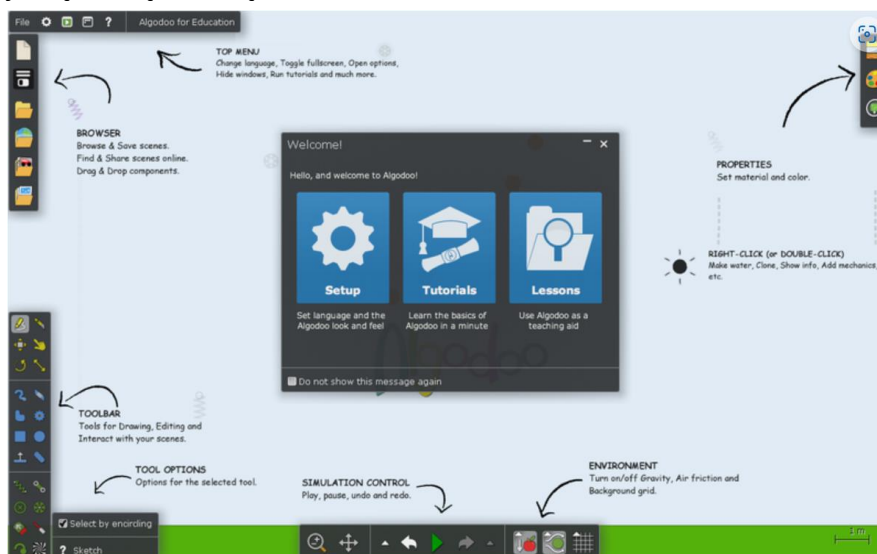 File ? Algodoo for Education
TOP MENU
Change language, Toggle fullscreen, Open options,
Hide windows, Run tutorials and much more.
BROWSER
Browse & Save scenes.
Find & Share scenes online.
Drag & Drop components.
Welcome!
Hello, and welcome to Algodoo!
Setup
Set language and the
Algodoo look and feel
Tutorials
Learn the basics of
Algodoo in a minute
Lessons
Use Algodoo as a
teaching aid
Algodoo
Do not show this message again
PROPERTIES
Set material and color.
RIGHT-CLICK (or DOUBLE-CLICK)
Make water, Clone, Show info, Add mechanics,
etc.
TOOLBAR
Tools for Drawing, Editing and
Interact with your scenes.
TOOL OPTIONS
Options for the selected tool.
SIMULATION CONTROL
Play, pause, undo and redo.
ENVIRONMENT
Turn on/off Gravity, Air friction and
Background grid.
Select by encircling
? Sketch
1 m